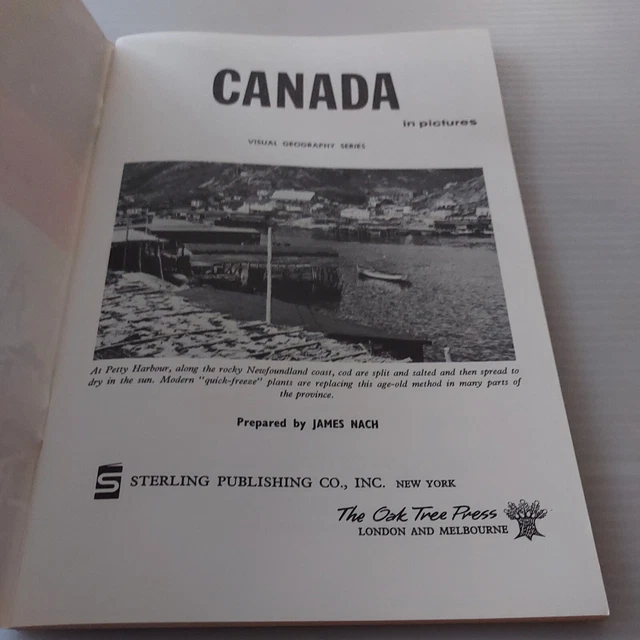 CANADA
in pictures
VISUAL GEOGRAPHY SERIES
At Petty Harbour, along the rocky Newfoundland coast, cod are split and salted and then spread to
dry in the sun. Modern "quick-freeze" plants are replacing this age-old method in many parts of
the province.
Prepared by JAMES NACH
S STERLING PUBLISHING CO., INC. NEW YORK
The Oak Tree Press
LONDON AND MELBOURNE